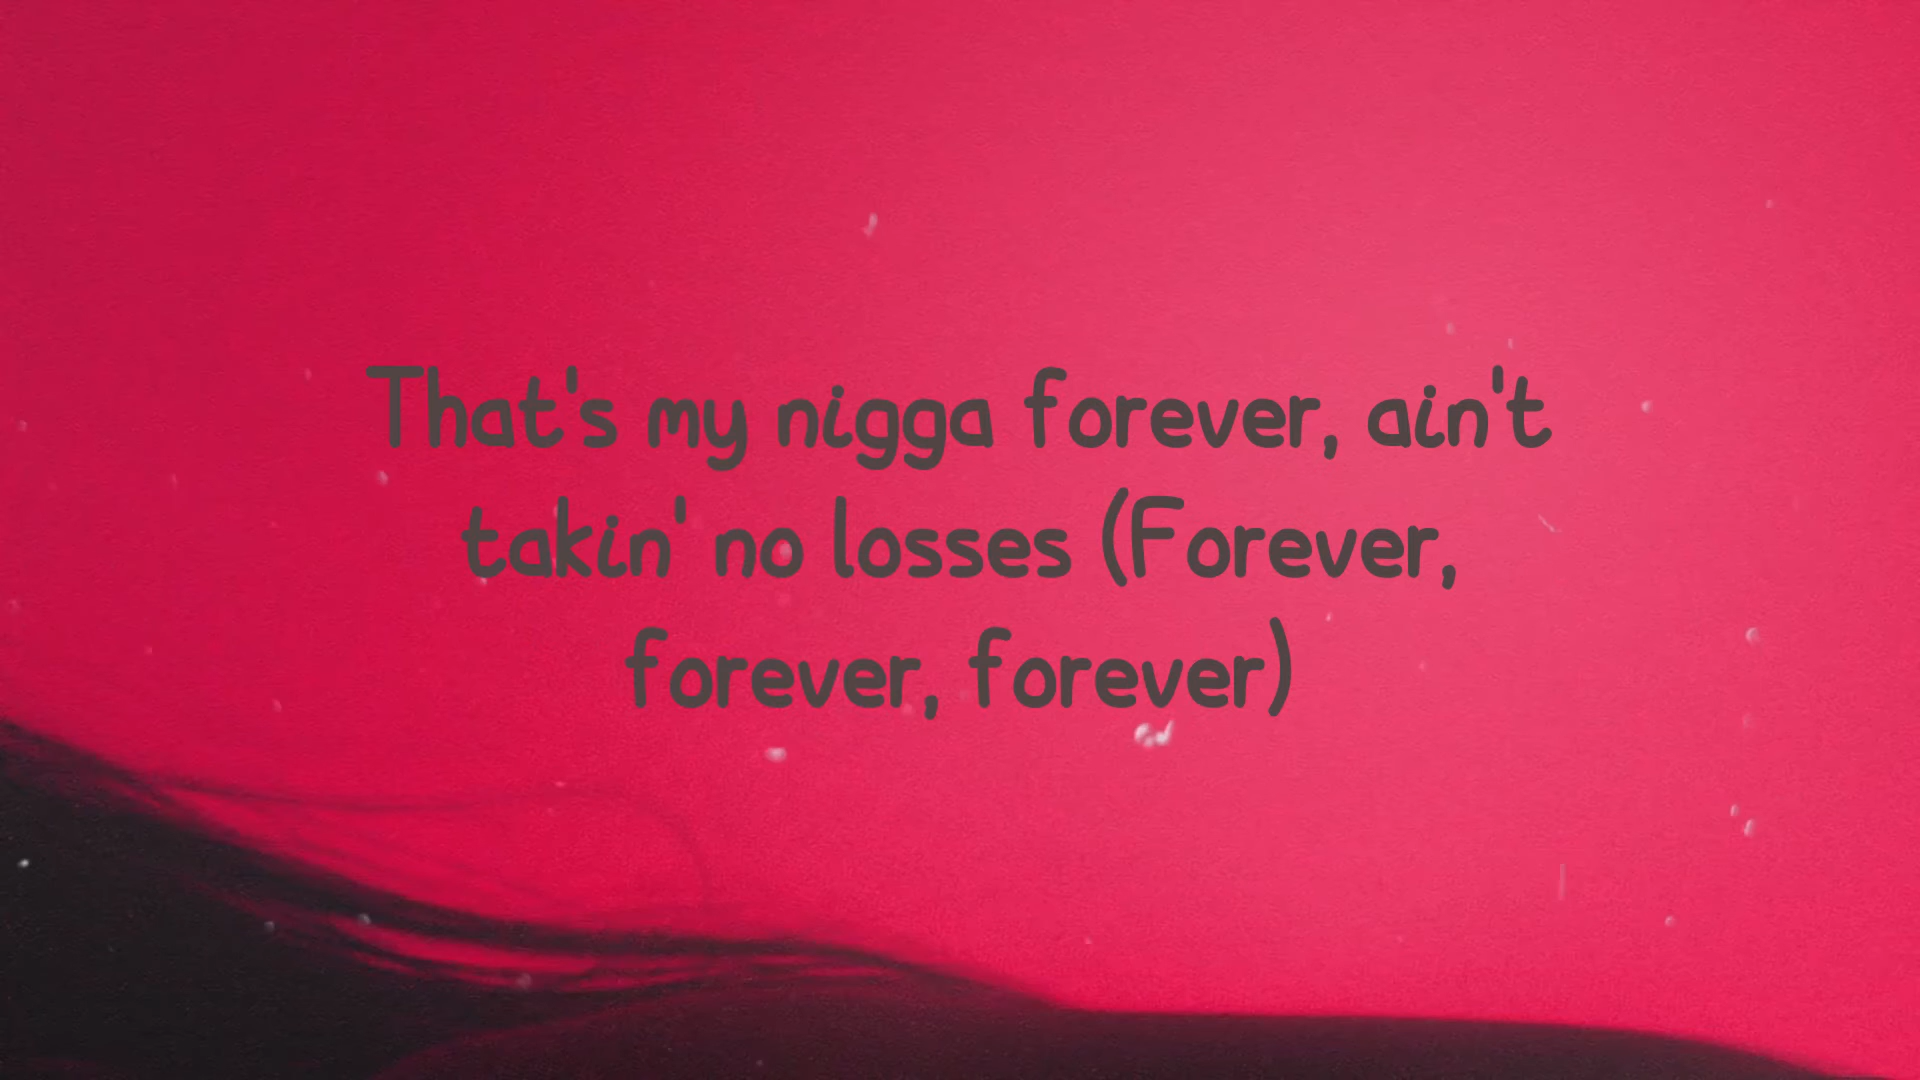 That's my nigga forever, ain't
takin' no losses (Forever,
forever, forever)